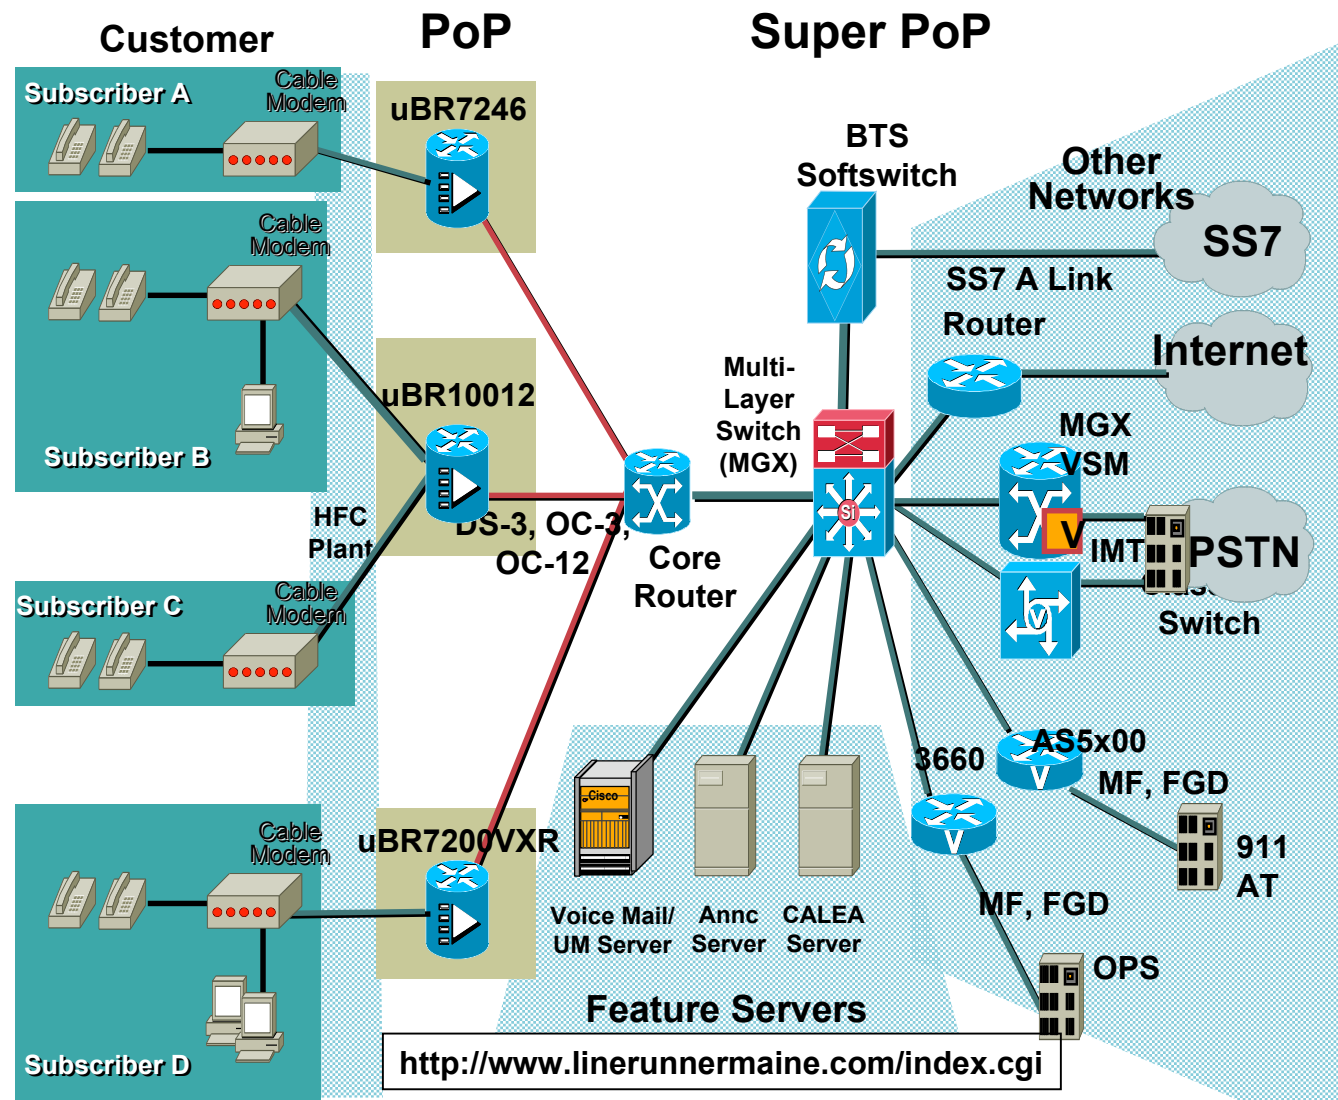 Customer
PoP
Super PoP
Subscriber A
Cable
Modem
uBR7246
BTS
Softswitch
Other
Networks
SS7
SS7 A Link
Cable
Modem
Router
Internet
Multi-
Layer
Switch
(MGX)
uBR10012
MGX
VSM
Subscriber B
HFC
Plant
DS-3, OC-3,
OC-12
Si
V
IMT
PSTN
Core
Router
Switch
V
Subscriber C
Cable
Modem
AS5x00
3660
V
MF, FGD
Cisco
V
Cable
Modem
uBR7200VXR
911
AT
Voice Mail/
UM Server
Annc
Server
CALEA
Server
MF, FGD
OPS
Feature Servers
Subscriber D
http://www.linerunnermaine.com/index.cgi